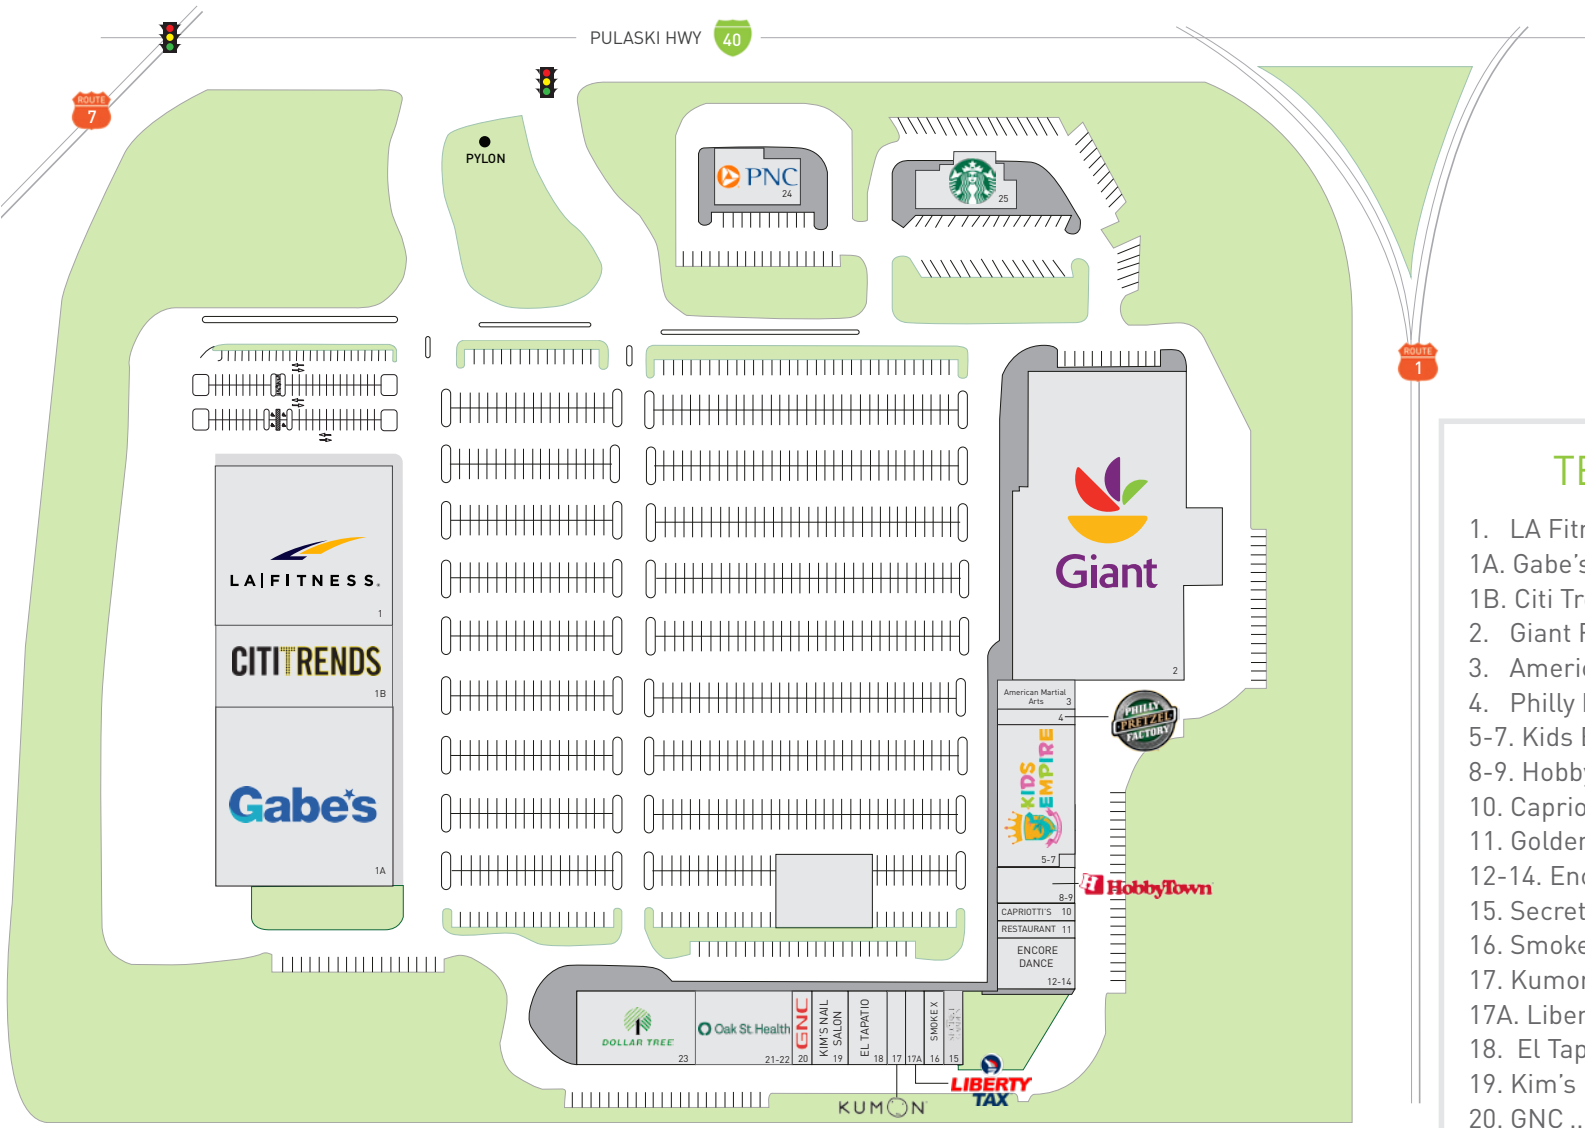 PULASKI HWY 40
ROUTE
7
PYLON
PNC
24
25
ROUTE
1
LA|FITNESS.
1
CITITRENDS
1B
Gabe's
1A
Giant
2
American Martial
Arts 3
4
PHILLY
PRETZEL
FACTORY
KIDS
EMPIRE
5-7
HobbyTown
8-9
CAPRIOTTI'S 10
RESTAURANT 11
ENCORE
DANCE
12-14
DOLLAR TREE
23
Oak St. Health
21-22
GNC
20
KIM'S NAIL
SALON
19
EL TAPATIO
18
17
17A
SMOKE X
16
15
KUMON
LIBERTY
TAX
TE
1. LA Fitn
1A. Gabe's
1B. Citi Tr
2. Giant F
3. Americ
4. Philly
5-7. Kids E
8-9. Hobby
10. Caprio
11. Golder
12-14. Enc
15. Secret
16. Smoke
17. Kumor
17A. Liber
18. El Tap
19. Kim's
20. GNC ..